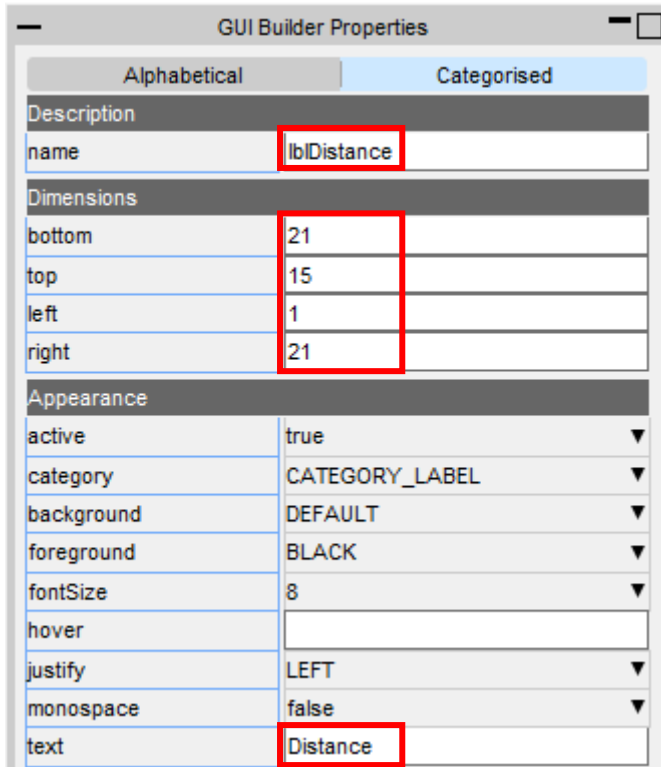 GUI Builder Properties
Alphabetical Categorised
Description
name lblDistance
Dimensions
bottom 21
top 15
left 1
right 21
Appearance
active true
category CATEGORY_LABEL
background DEFAULT
foreground BLACK
fontSize 8
hover
justify LEFT
monospace false
text Distance